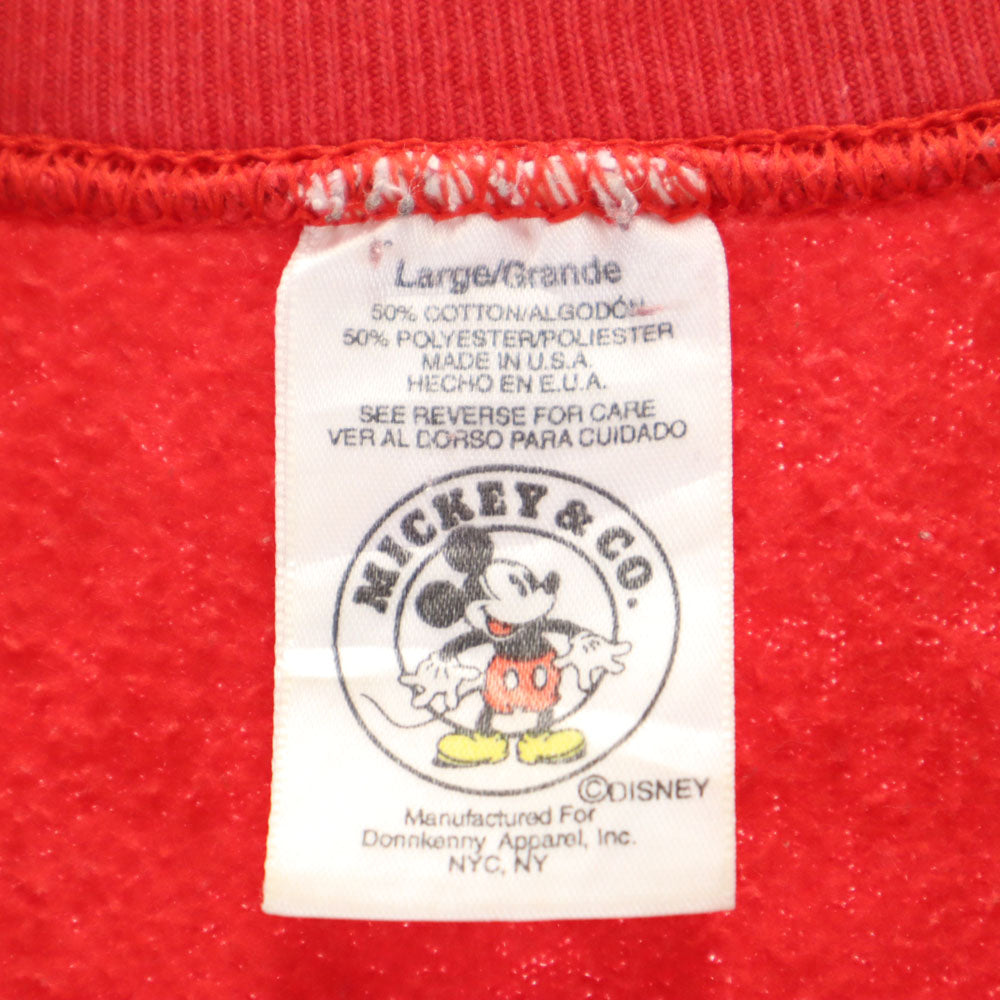 Large/Grande
50% COTTON/ALGODÓN
50% POLYESTER/POLIESTER
MADE IN U.S.A.
HECHO EN E.U.A.
SEE REVERSE FOR CARE
VER AL DORSO PARA CUIDADO
MICKEY & CO.
©DISNEY
Manufactured For
Donnkenny Apparel, Inc.
NYC, NY